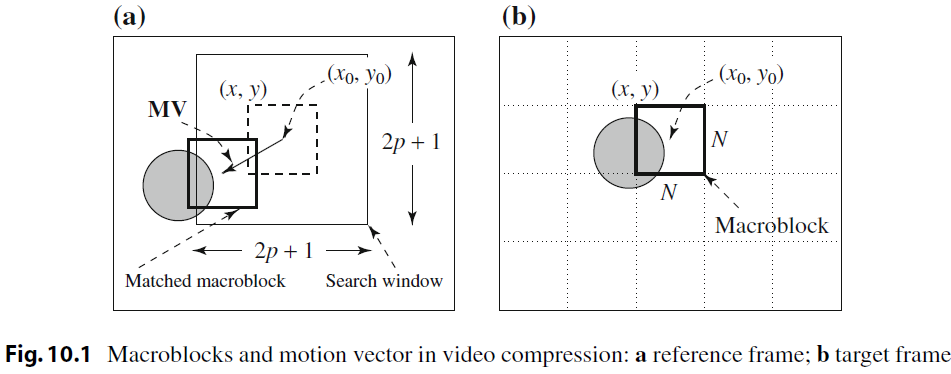 (a)
(b)
(x, y)
(x0, y0)
MV
2p + 1
2p + 1
Matched macroblock
Search window
(x, y)
(x0, y0)
N
N
Macroblock
Fig. 10.1 Macroblocks and motion vector in video compression: a reference frame; b target frame